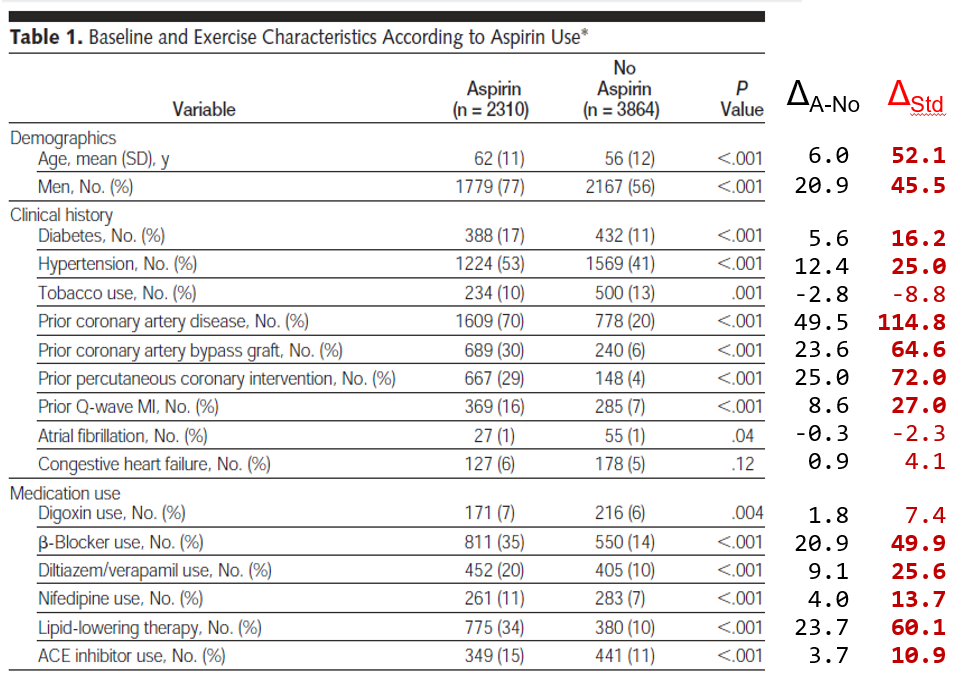 Table 1. Baseline and Exercise Characteristics According to Aspirin Use*
Variable Aspirin (n = 2310) No Aspirin (n = 3864) P Value ΔA-No ΔStd
Demographics
Age, mean (SD), y 62 (11) 56 (12) <.001 6.0 52.1
Men, No. (%) 1779 (77) 2167 (56) <.001 20.9 45.5
Clinical history
Diabetes, No. (%) 388 (17) 432 (11) <.001 5.6 16.2
Hypertension, No. (%) 1224 (53) 1569 (41) <.001 12.4 25.0
Tobacco use, No. (%) 234 (10) 500 (13) .001 -2.8 -8.8
Prior coronary artery disease, No. (%) 1609 (70) 778 (20) <.001 49.5 114.8
Prior coronary artery bypass graft, No. (%) 689 (30) 240 (6) <.001 23.6 64.6
Prior percutaneous coronary intervention, No. (%) 667 (29) 148 (4) <.001 25.0 72.0
Prior Q-wave MI, No. (%) 369 (16) 285 (7) <.001 8.6 27.0
Atrial fibrillation, No. (%) 27 (1) 55 (1) .04 -0.3 -2.3
Congestive heart failure, No. (%) 127 (6) 178 (5) .12 0.9 4.1
Medication use
Digoxin use, No. (%) 171 (7) 216 (6) .004 1.8 7.4
β-Blocker use, No. (%) 811 (35) 550 (14) <.001 20.9 49.9
Diltiazem/verapamil use, No. (%) 452 (20) 405 (10) <.001 9.1 25.6
Nifedipine use, No. (%) 261 (11) 283 (7) <.001 4.0 13.7
Lipid-lowering therapy, No. (%) 775 (34) 380 (10) <.001 23.7 60.1
ACE inhibitor use, No. (%) 349 (15) 441 (11) <.001 3.7 10.9